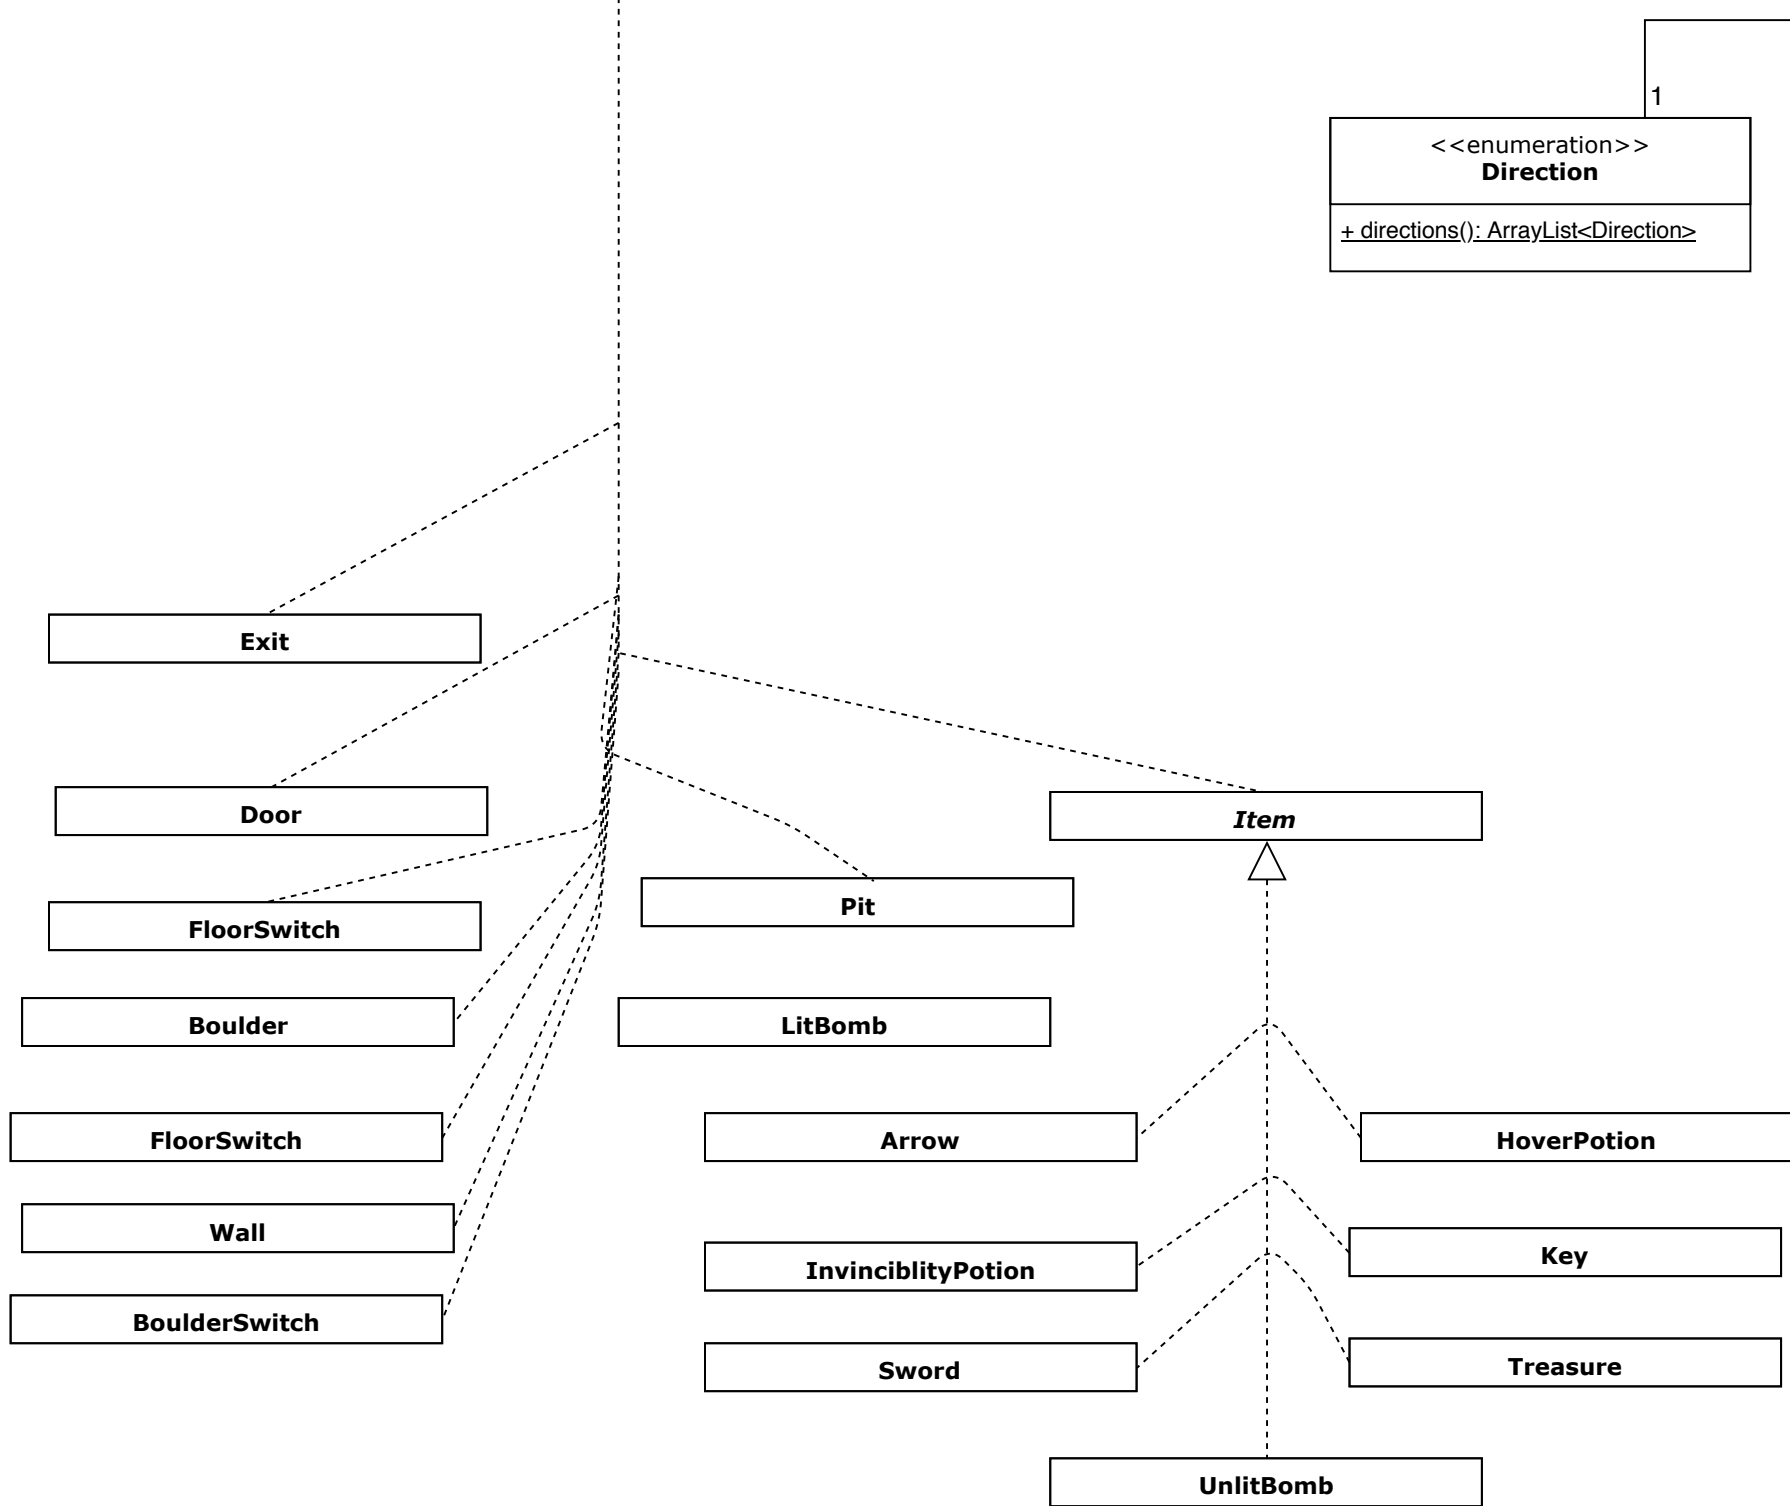 1
<<enumeration>>
Direction
+ directions(): ArrayList<Direction>
Exit
Door
Item
FloorSwitch
Pit
Boulder
LitBomb
FloorSwitch
Arrow
HoverPotion
Wall
InvinciblityPotion
Key
BoulderSwitch
Sword
Treasure
UnlitBomb